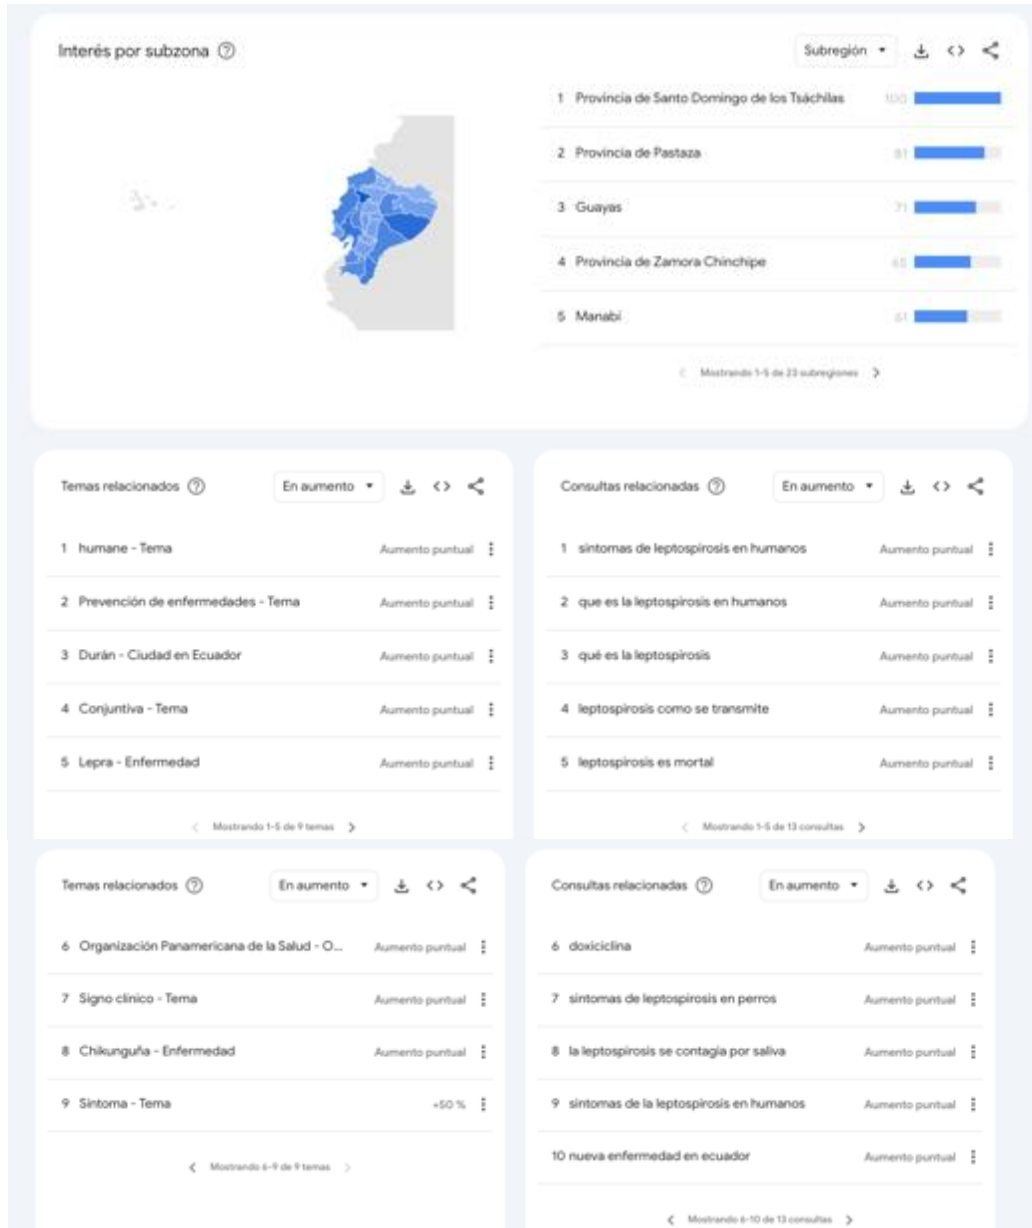 Interés por subzona
Subregión
1 Provincia de Santo Domingo de los Tsáchilas 100
2 Provincia de Pastaza 81
3 Guayas 71
4 Provincia de Zamora Chinchipe 65
5 Manabí 61
Mostrando 1-5 de 23 subregiones
Temas relacionados En aumento
1 humane - Tema Aumento puntual
2 Prevención de enfermedades - Tema Aumento puntual
3 Durán - Ciudad en Ecuador Aumento puntual
4 Conjuntiva - Tema Aumento puntual
5 Lepra - Enfermedad Aumento puntual
Mostrando 1-5 de 9 temas
Consultas relacionadas En aumento
1 sintomas de leptospirosis en humanos Aumento puntual
2 que es la leptospirosis en humanos Aumento puntual
3 qué es la leptospirosis Aumento puntual
4 leptospirosis como se transmite Aumento puntual
5 leptospirosis es mortal Aumento puntual
Mostrando 1-5 de 13 consultas
Temas relacionados En aumento
6 Organización Panamericana de la Salud - O... Aumento puntual
7 Signo clínico - Tema Aumento puntual
8 Chikunguña - Enfermedad Aumento puntual
9 Síntoma - Tema +50 %
Mostrando 6-9 de 9 temas
Consultas relacionadas En aumento
6 doxiciclina Aumento puntual
7 sintomas de leptospirosis en perros Aumento puntual
8 la leptospirosis se contagia por saliva Aumento puntual
9 sintomas de la leptospirosis en humanos Aumento puntual
10 nueva enfermedad en ecuador Aumento puntual
Mostrando 6-10 de 13 consultas